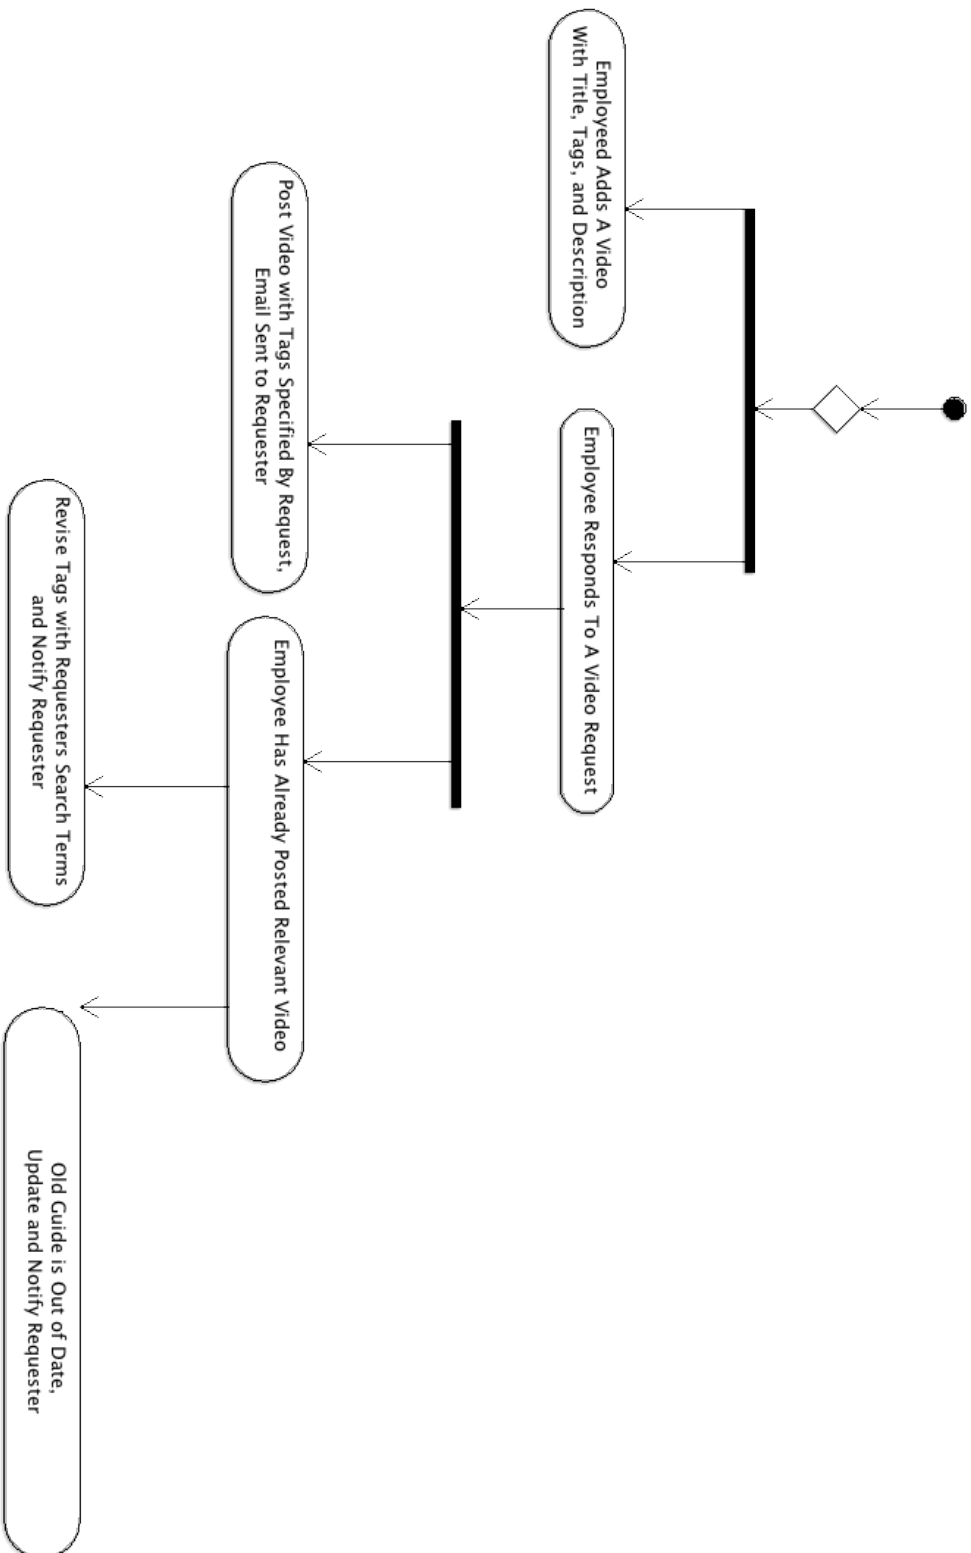 Employeed Adds A Video
With Title, Tags, and Description
Employee Responds To A Video Request
Post Video with Tags Specified By Request,
Email Sent to Requester
Employee Has Already Posted Relevant Video
Revise Tags with Requesters Search Terms
and Notify Requester
Old Guide is Out of Date,
Update and Notify Requester